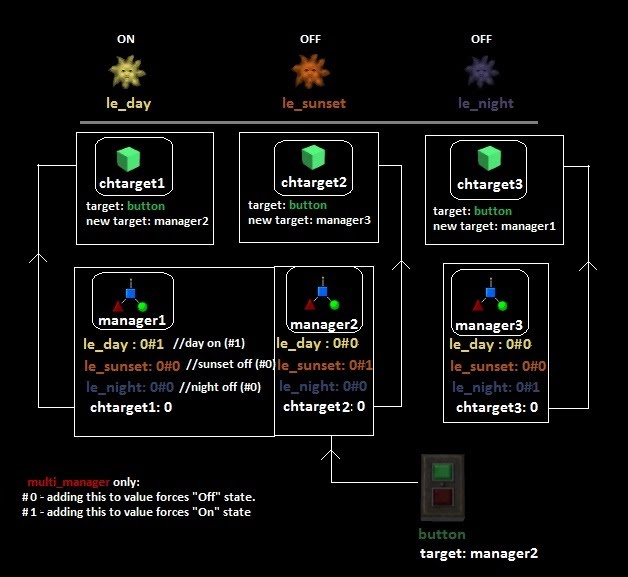 ON
OFF
OFF
le_day
le_sunset
le_night
chtarget1
target: button
new target: manager2
chtarget2
target: button
new target: manager3
chtarget3
target: button
new target: manager1
manager1
le_day : 0#1 //day on (#1)
le_sunset: 0#0 //sunset off (#0)
le_night: 0#0 //night off (#0)
chtarget1: 0
manager2
le_day: 0#0
le_sunset: 0#1
le_night: 0#0
chtarget2: 0
manager3
le_day: 0#0
le_sunset: 0#0
le_night: 0#1
chtarget3: 0
multi_manager only:
#0 - adding this to value forces "Off" state.
#1 - adding this to value forces "On" state
button
target: manager2